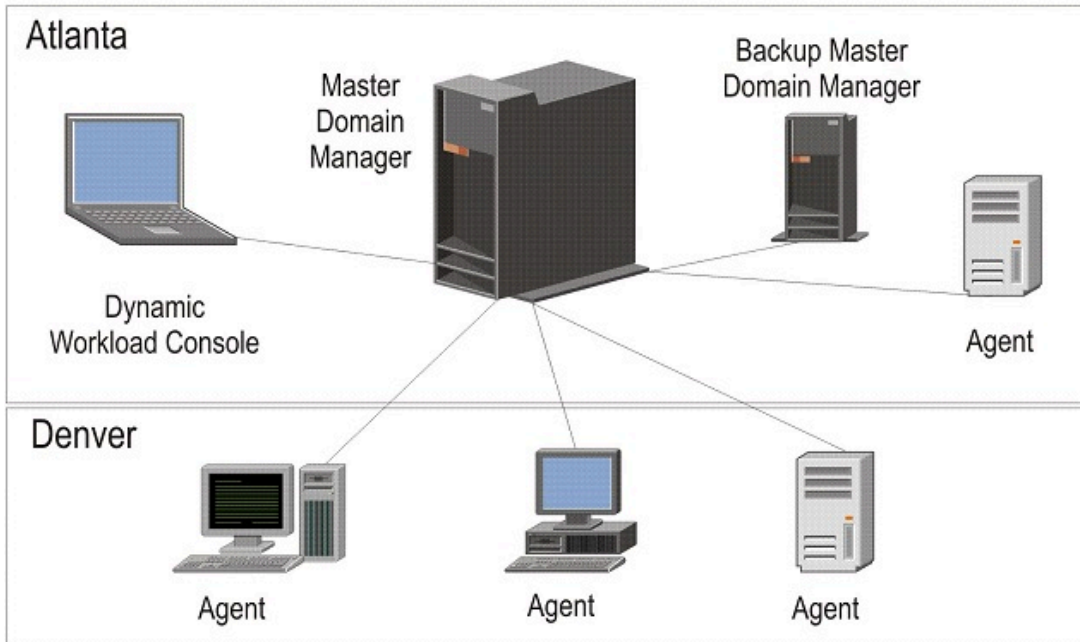 Atlanta
Master
Domain
Manager
Backup Master
Domain Manager
Dynamic
Workload Console
Agent
Denver
Agent
Agent
Agent